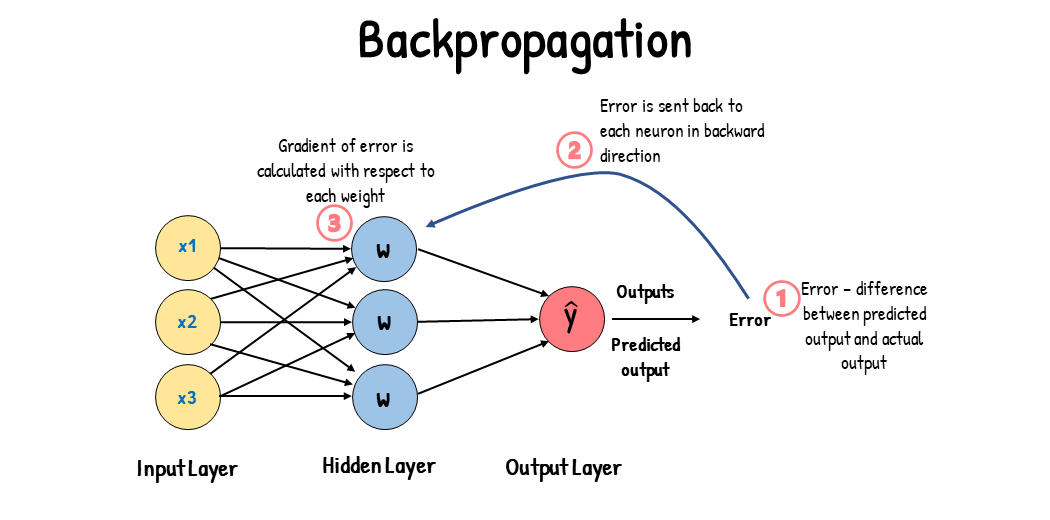 Backpropagation
Error is sent back to
each neuron in backward
direction
2
Gradient of error is
calculated with respect to
each weight
3
x1
x2
x3
w
w
w
ŷ
Outputs
Predicted
output
Error
1
Error - difference
between predicted
output and actual
output
Input Layer
Hidden Layer
Output Layer